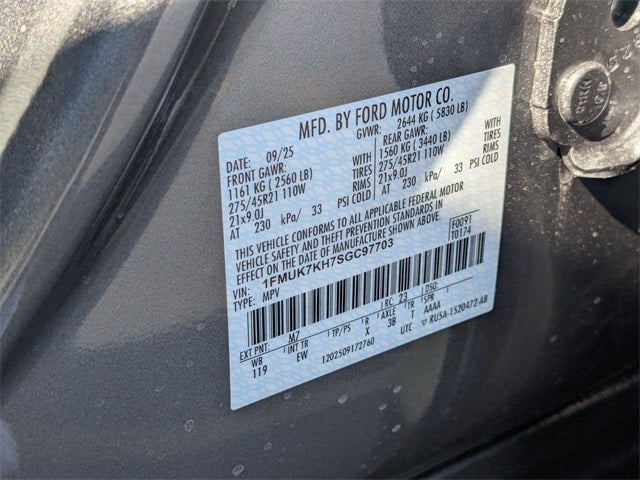 MFD. BY FORD MOTOR CO.
DATE: 09/25 GVWR: 2644 KG ( 5830 LB)
FRONT GAWR: WITH REAR GAWR: WITH
1161 KG ( 2560 LB) TIRES 1560 KG ( 3440 LB) TIRES
275/45R21 110W RIMS 275/45R21 110W RIMS
21x9.0J PSI COLD 21x9.0J PSI COLD
AT 230 kPa/ 33 AT 230 kPa/ 33
THIS VEHICLE CONFORMS TO ALL APPLICABLE FEDERAL MOTOR
VEHICLE SAFETY AND THEFT PREVENTION STANDARDS IN
EFFECT ON THE DATE OF MANUFACTURE SHOWN ABOVE.
VIN: 1FMUK7KH7SGC97703 F0091
TYPE: MPV T0174
EXT PNT: M7 RC: 23 DSO:
WB INT TR TP/PS R AXLE TR SPR
119 EW X 3B T AAAA
1202509172760 UTC ▽ RU5A-1520472-AB